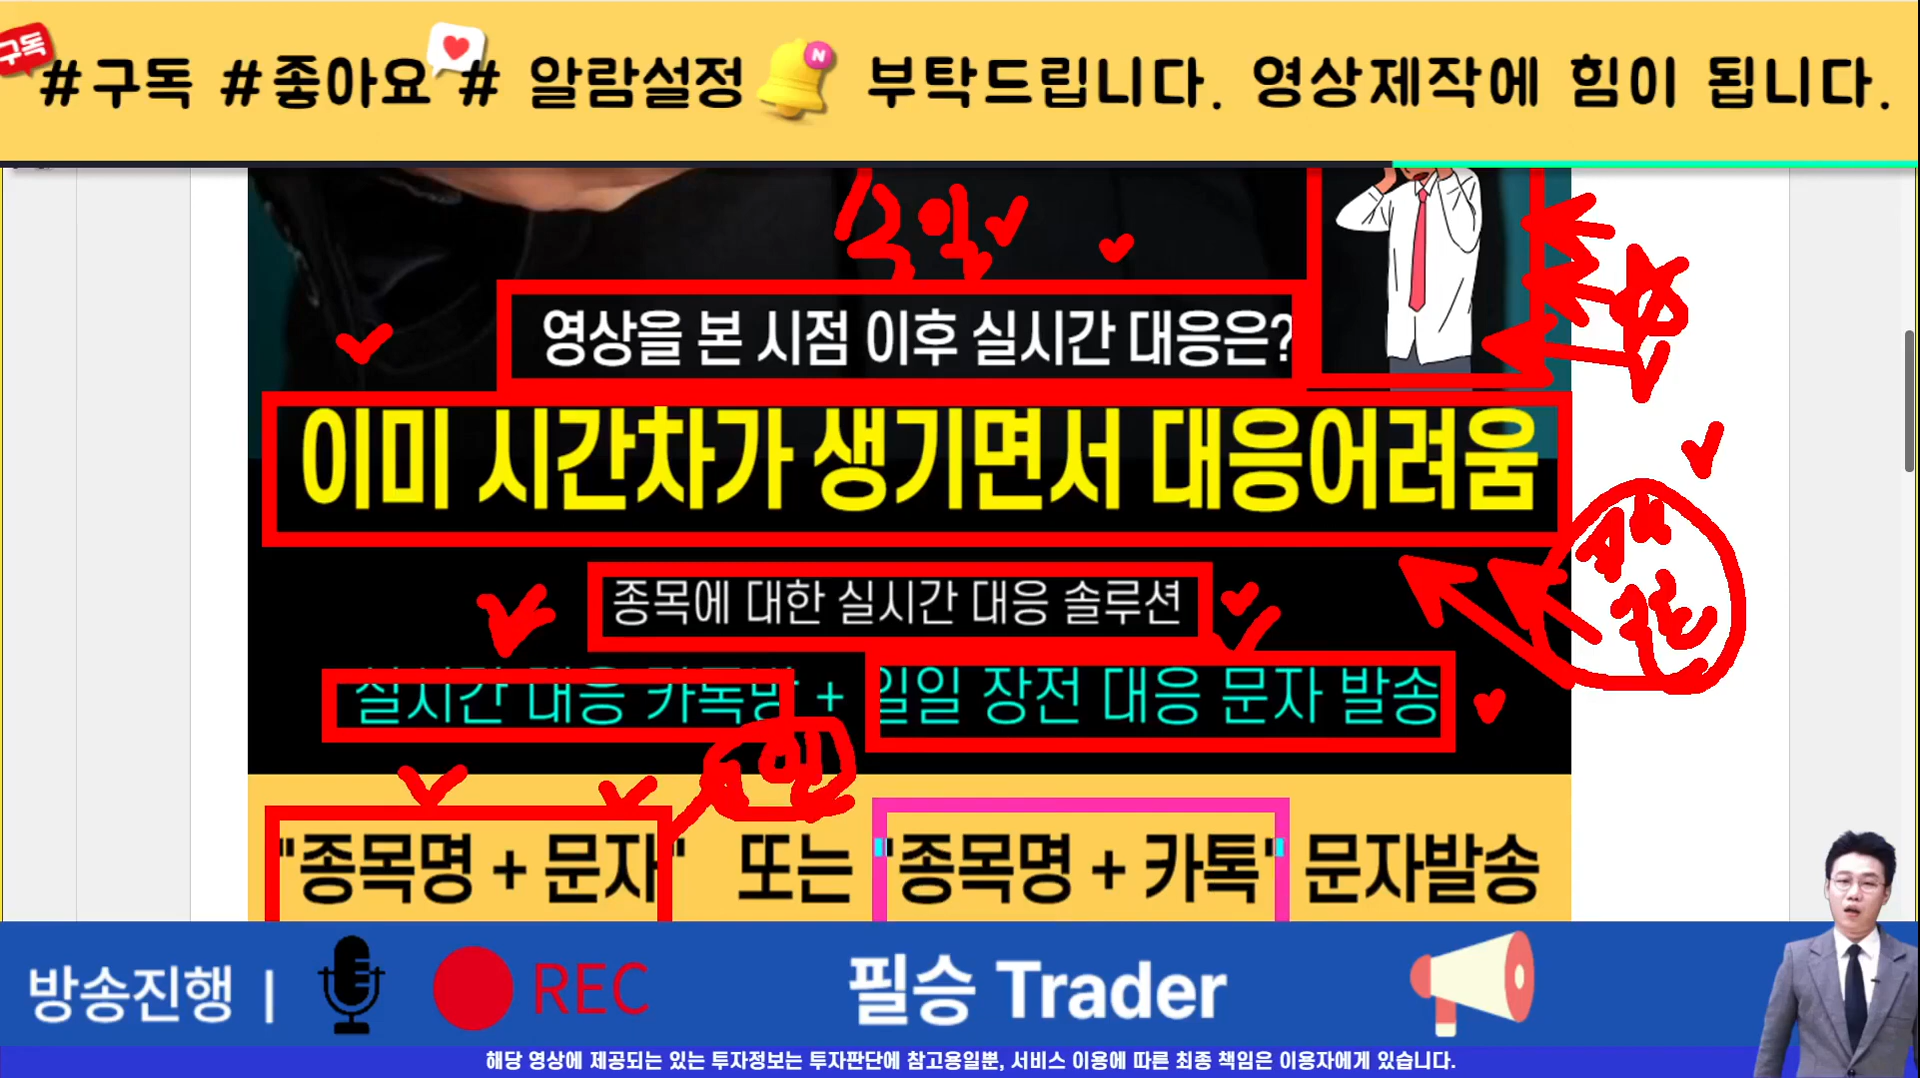 구독
#구독 #좋아요 # 알람설정 N 부탁드립니다. 영상제작에 힘이 됩니다.
영상을 본 시점 이후 실시간 대응은?
이미 시간차가 생기면서 대응어려움
종목에 대한 실시간 대응 솔루션
실시간 대응 카톡방 + 일일 장전 대응 문자 발송
"종목명 + 문자" 또는 "종목명 + 카톡" 문자발송
방송진행 | REC 필승 Trader
해당 영상에 제공되는 있는 투자정보는 투자판단에 참고용일뿐, 서비스 이용에 따른 최종 책임은 이용자에게 있습니다.